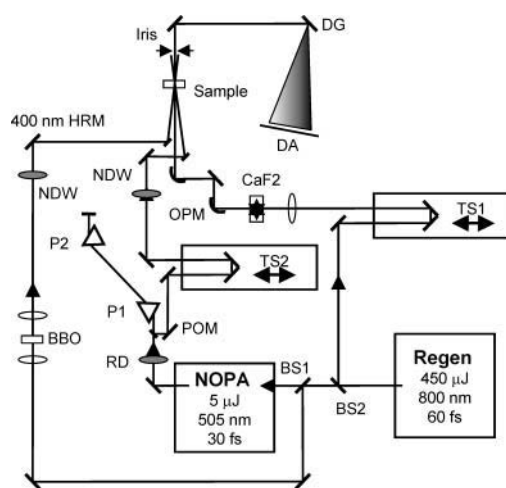 DG
Iris
Sample
400 nm HRM
DA
NDW
CaF2
NDW
OPM
TS1
P2
TS2
P1
POM
BBO
RD
BS1
NOPA
5 μJ
505 nm
30 fs
BS2
Regen
450 μJ
800 nm
60 fs